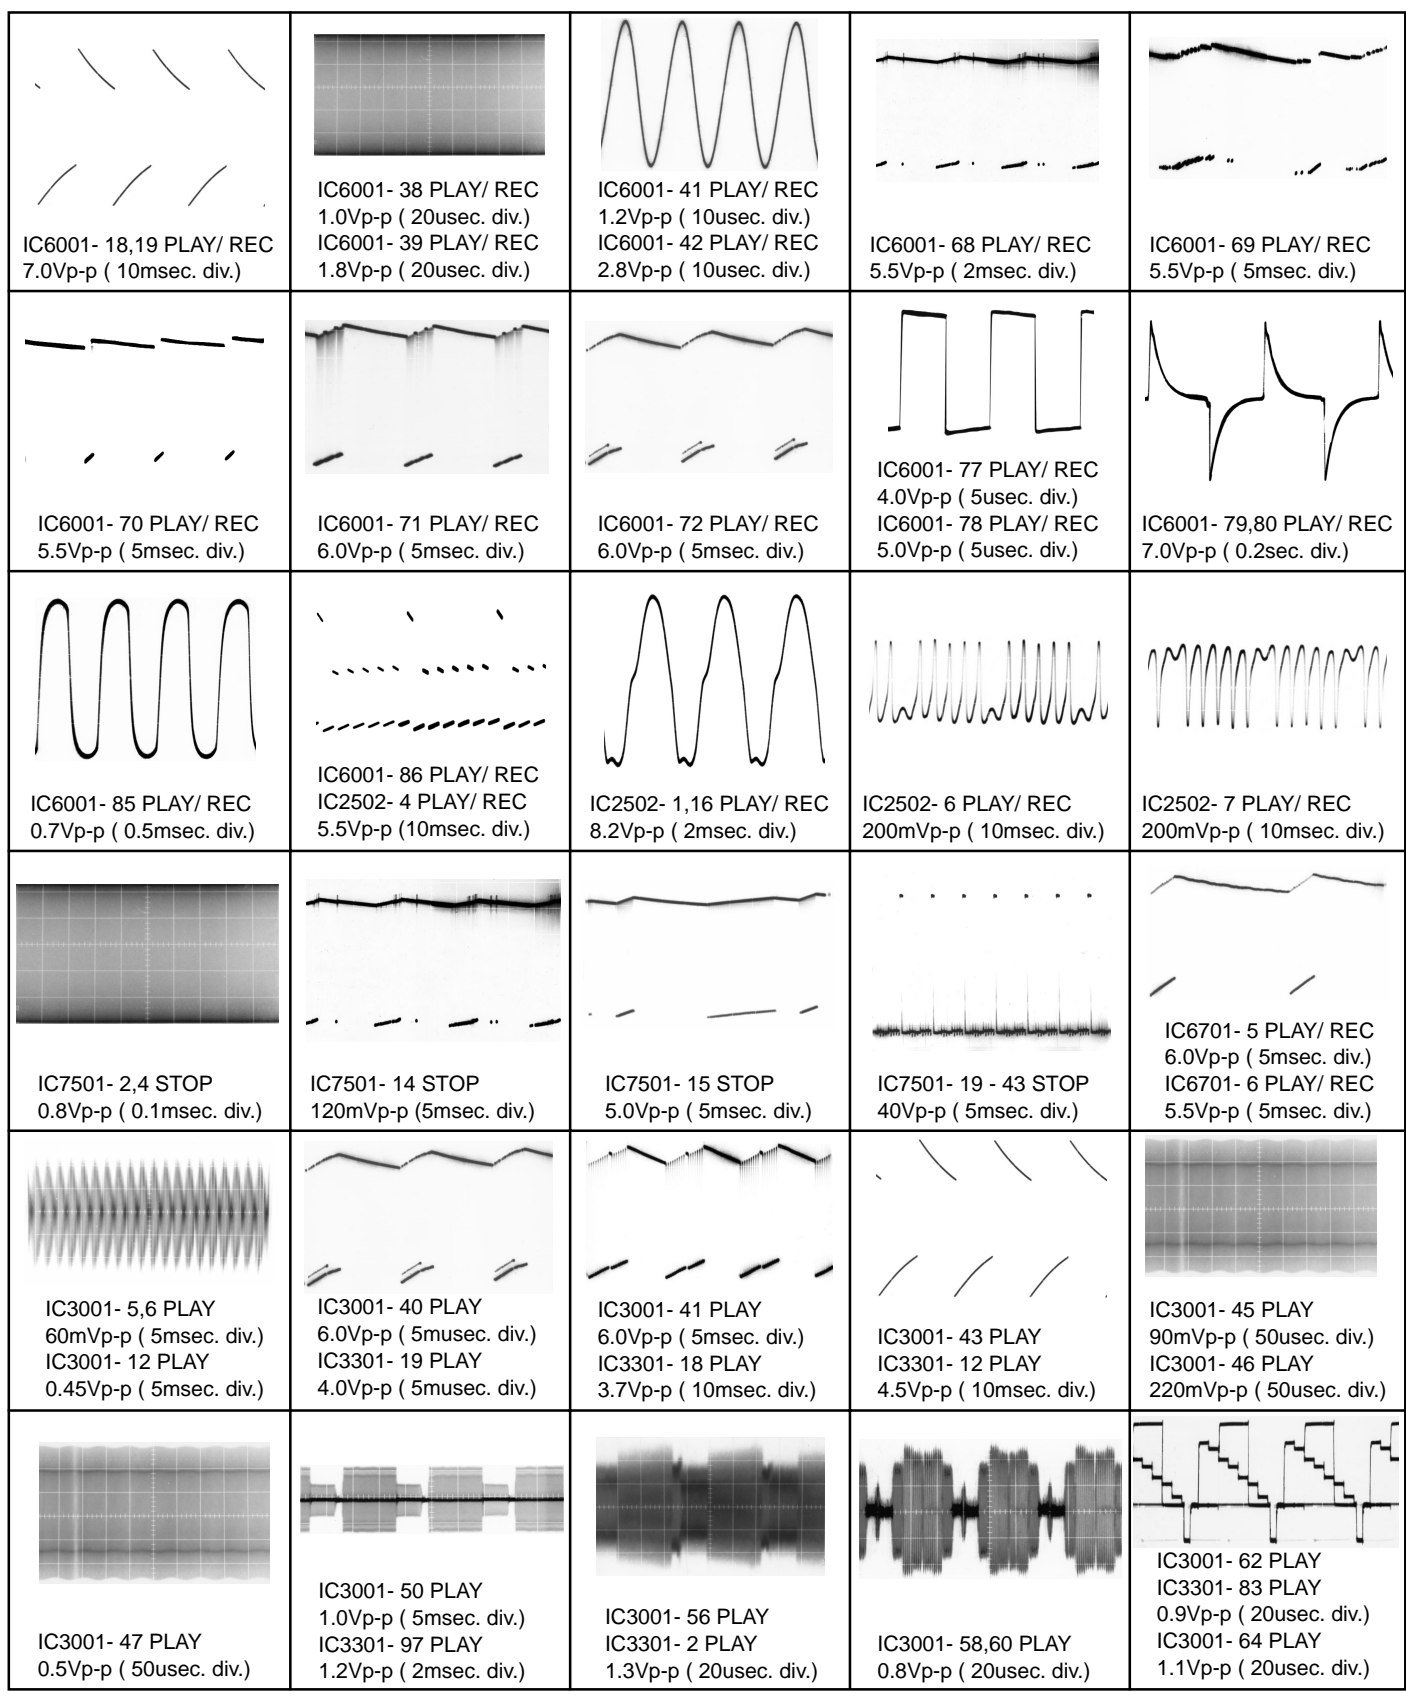 IC6001- 18,19 PLAY/ REC
7.0Vp-p ( 10msec. div.)
IC6001- 38 PLAY/ REC
1.0Vp-p ( 20usec. div.)
IC6001- 39 PLAY/ REC
1.8Vp-p ( 20usec. div.)
IC6001- 41 PLAY/ REC
1.2Vp-p ( 10usec. div.)
IC6001- 42 PLAY/ REC
2.8Vp-p ( 10usec. div.)
IC6001- 68 PLAY/ REC
5.5Vp-p ( 2msec. div.)
IC6001- 69 PLAY/ REC
5.5Vp-p ( 5msec. div.)
IC6001- 70 PLAY/ REC
5.5Vp-p ( 5msec. div.)
IC6001- 71 PLAY/ REC
6.0Vp-p ( 5msec. div.)
IC6001- 72 PLAY/ REC
6.0Vp-p ( 5msec. div.)
IC6001- 77 PLAY/ REC
4.0Vp-p ( 5usec. div.)
IC6001- 78 PLAY/ REC
5.0Vp-p ( 5usec. div.)
IC6001- 79,80 PLAY/ REC
7.0Vp-p ( 0.2sec. div.)
IC6001- 85 PLAY/ REC
0.7Vp-p ( 0.5msec. div.)
IC6001- 86 PLAY/ REC
IC2502- 4 PLAY/ REC
5.5Vp-p (10msec. div.)
IC2502- 1,16 PLAY/ REC
8.2Vp-p ( 2msec. div.)
IC2502- 6 PLAY/ REC
200mVp-p ( 10msec. div.)
IC2502- 7 PLAY/ REC
200mVp-p ( 10msec. div.)
IC7501- 2,4 STOP
0.8Vp-p ( 0.1msec. div.)
IC7501- 14 STOP
120mVp-p (5msec. div.)
IC7501- 15 STOP
5.0Vp-p ( 5msec. div.)
IC7501- 19 - 43 STOP
40Vp-p ( 5msec. div.)
IC6701- 5 PLAY/ REC
6.0Vp-p ( 5msec. div.)
IC6701- 6 PLAY/ REC
5.5Vp-p ( 5msec. div.)
IC3001- 5,6 PLAY
60mVp-p ( 5msec. div.)
IC3001- 12 PLAY
0.45Vp-p ( 5msec. div.)
IC3001- 40 PLAY
6.0Vp-p ( 5musec. div.)
IC3301- 19 PLAY
4.0Vp-p ( 5musec. div.)
IC3001- 41 PLAY
6.0Vp-p ( 5msec. div.)
IC3301- 18 PLAY
3.7Vp-p ( 10msec. div.)
IC3001- 43 PLAY
IC3301- 12 PLAY
4.5Vp-p ( 10msec. div.)
IC3001- 45 PLAY
90mVp-p ( 50usec. div.)
IC3001- 46 PLAY
220mVp-p ( 50usec. div.)
IC3001- 47 PLAY
0.5Vp-p ( 50usec. div.)
IC3001- 50 PLAY
1.0Vp-p ( 5msec. div.)
IC3301- 97 PLAY
1.2Vp-p ( 2msec. div.)
IC3001- 56 PLAY
IC3301- 2 PLAY
1.3Vp-p ( 20usec. div.)
IC3001- 58,60 PLAY
0.8Vp-p ( 20usec. div.)
IC3001- 62 PLAY
IC3301- 83 PLAY
0.9Vp-p ( 20usec. div.)
IC3001- 64 PLAY
1.1Vp-p ( 20usec. div.)